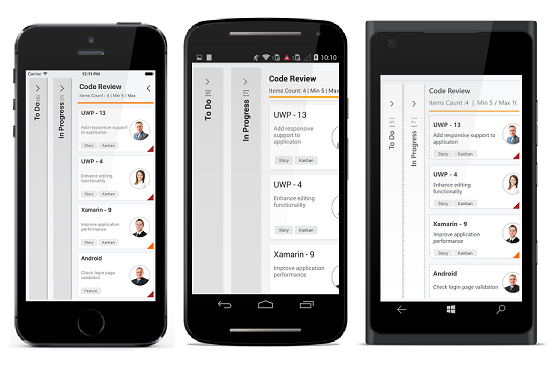 Carrier
12:11 PM
To Do [5]
In Progress [7]
Code Review
Items Count: 4 | Min 5 / Max
UWP - 13
Add responsive support
to application
Story
Kanban
UWP - 4
Enhance editing
functionality
Story
Kanban
Xamarin - 9
Improve application
performance
Story
Kanban
Android
Check login page
validation
Feature
10:10
To Do [5]
In Progress [7]
Code Review
Items Count: 4 | Min 5 / Max
UWP - 13
Add responsive
support to
applicaton
Story
Kanban
UWP - 4
Enhance editing
functionality
Story
Kanban
Xamarin - 9
Improve application
performance
To Do [5]
In Progress [7]
Code Review
Items Count :4 | Min 5 / Max 10
UWP - 13
Add responsive support to
applicaton
Story
Kanban
UWP - 4
Enhance editing
functionality
Story
Kanban
Xamarin - 9
Improve application
performance
Story
Kanban
Android
Check login page validation